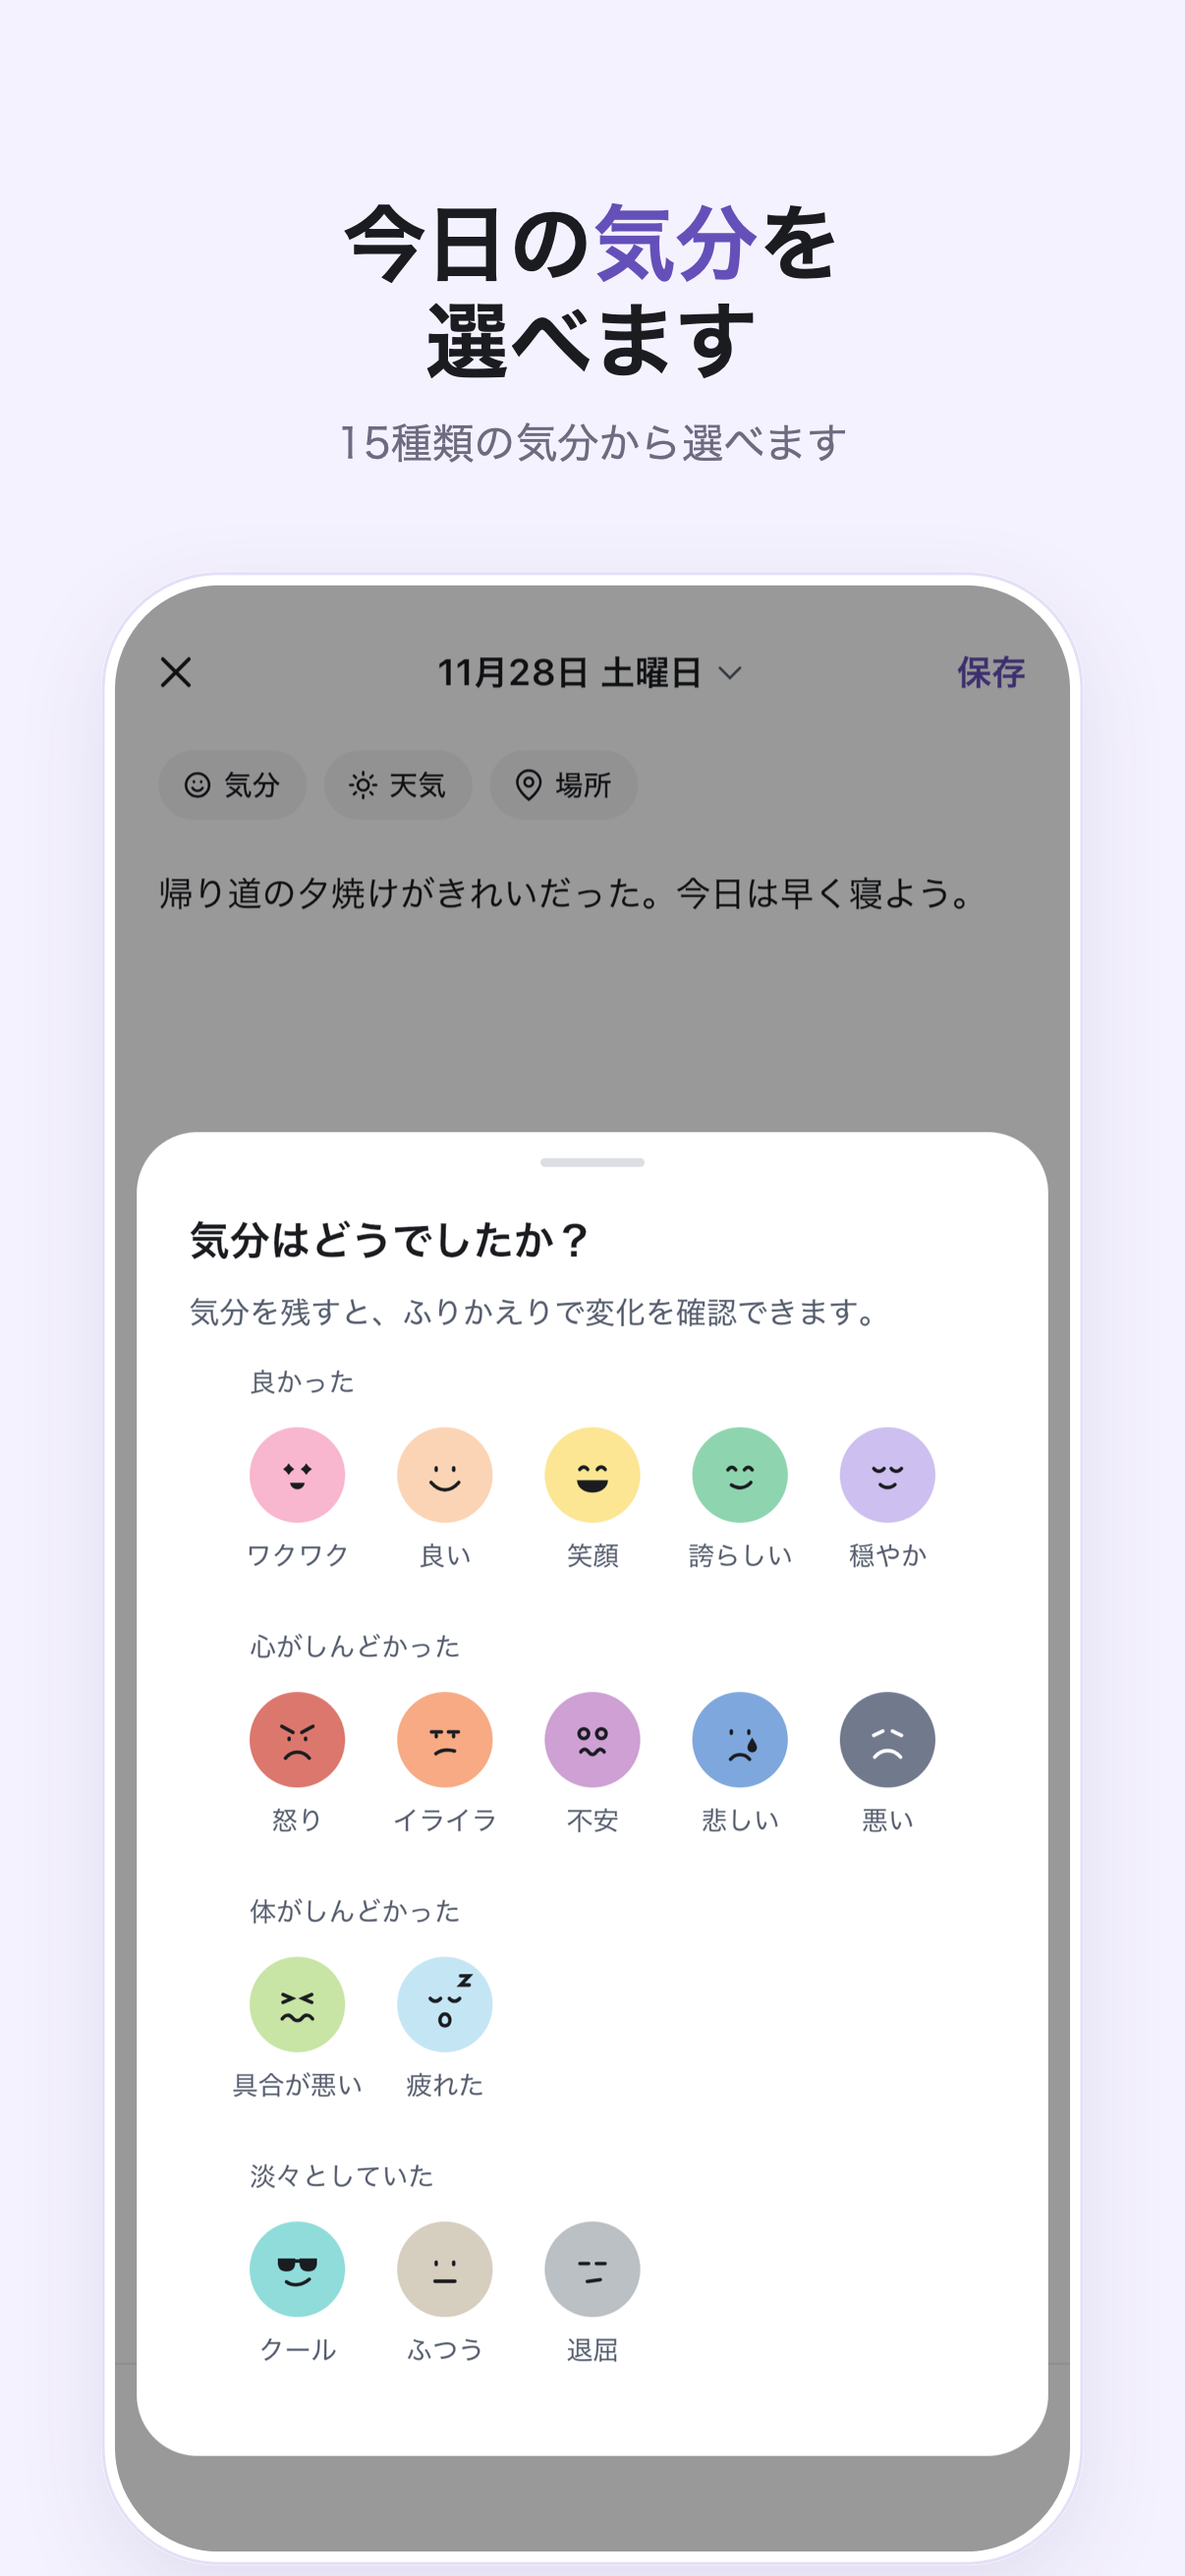 今日の気分を
選べます
15種類の気分から選べます
11月28日 土曜日
保存
気分 天気 場所
帰り道の夕焼けがきれいだった。今日は早く寝よう。
気分はどうでしたか？
気分を残すと、ふりかえりで変化を確認できます。
良かった
ワクワク 良い 笑顔 誇らしい 穏やか
心がしんどかった
怒り イライラ 不安 悲しい 悪い
体がしんどかった
z
具合が悪い 疲れた
淡々としていた
クール ふつう 退屈